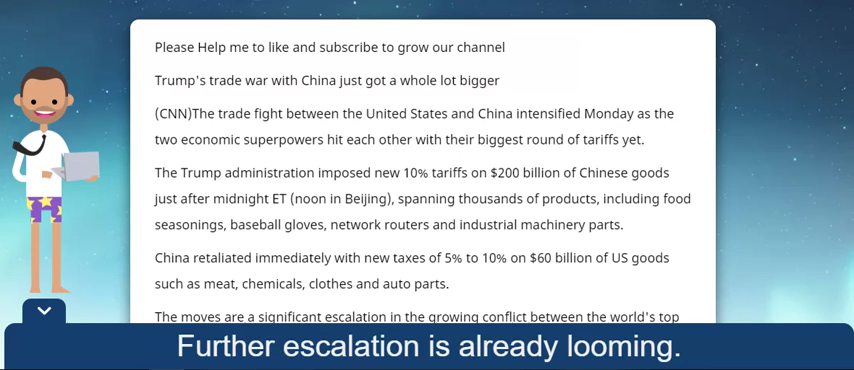 Please Help me to like and subscribe to grow our channel
Trump's trade war with China just got a whole lot bigger
(CNN)The trade fight between the United States and China intensified Monday as the
two economic superpowers hit each other with their biggest round of tariffs yet.
The Trump administration imposed new 10% tariffs on $200 billion of Chinese goods
just after midnight ET (noon in Beijing), spanning thousands of products, including food
seasonings, baseball gloves, network routers and industrial machinery parts.
China retaliated immediately with new taxes of 5% to 10% on $60 billion of US goods
such as meat, chemicals, clothes and auto parts.
The moves are a significant escalation in the growing conflict between the world's top
Further escalation is already looming.